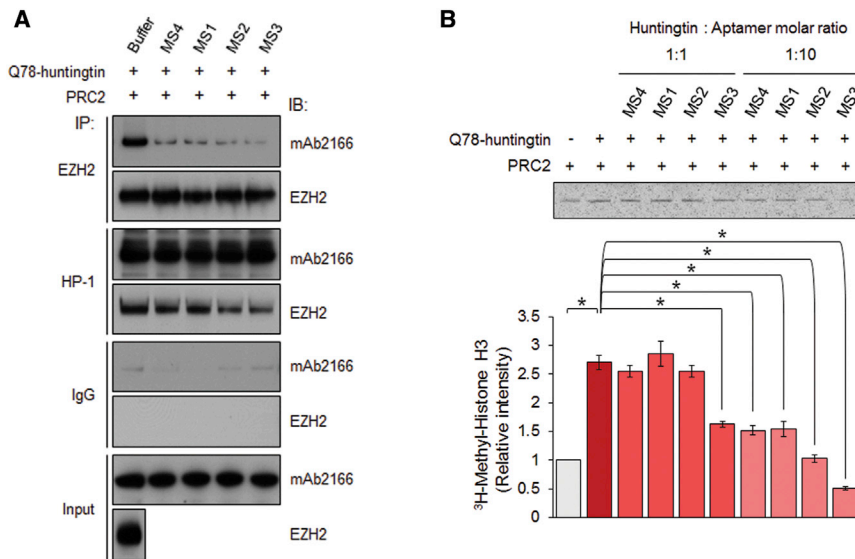 A
Buffer MS4 MS1 MS2 MS3
Q78-huntingtin + + + + +
PRC2 + + + + +
IP: IB:
EZH2 mAb2166
EZH2
HP-1 mAb2166
EZH2
IgG mAb2166
EZH2
Input mAb2166
EZH2
B
Huntingtin : Aptamer molar ratio
1:1 1:10
MS4 MS1 MS2 MS3 MS4 MS1 MS2 MS3
Q78-huntingtin - + + + + + + + + +
PRC2 + + + + + + + + + +
*
*
*
*
* *
3.5
3
2.5
2
1.5
1
0.5
0
³H-Methyl-Histone H3
(Relative intensity)